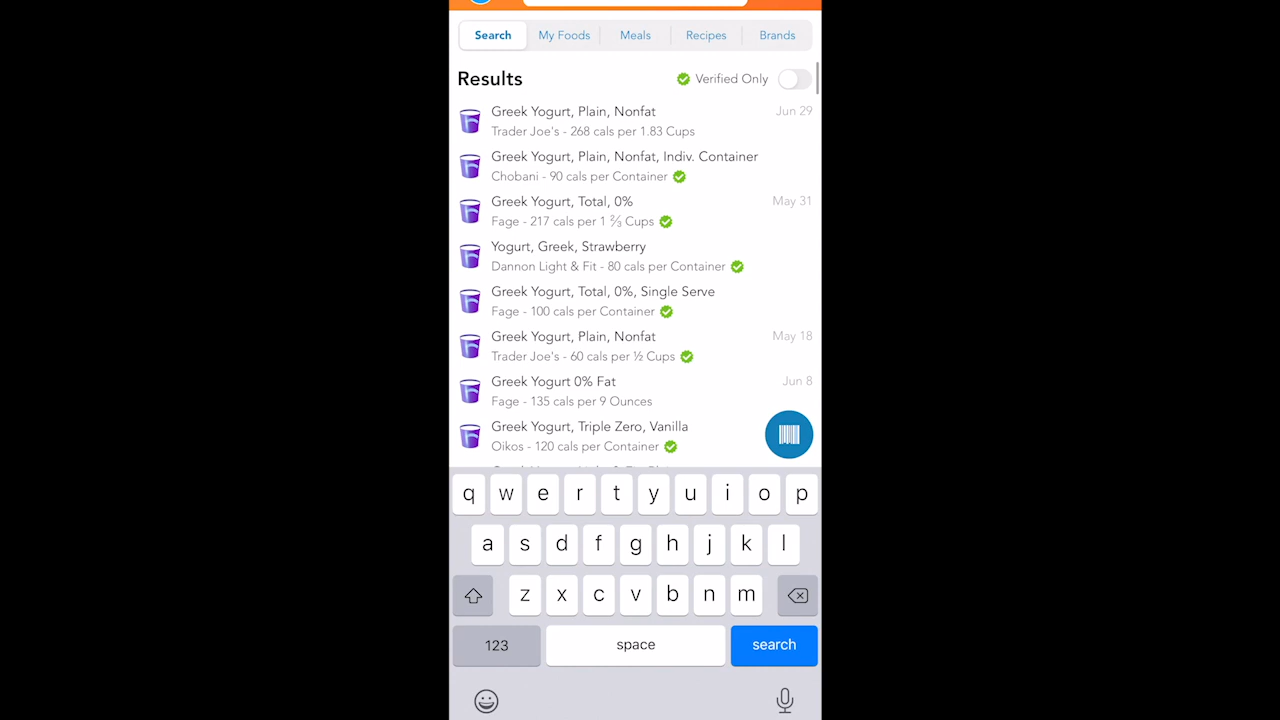 Search My Foods Meals Recipes Brands
Results
Verified Only
Greek Yogurt, Plain, Nonfat
Jun 29
Trader Joe's - 268 cals per 1.83 Cups
Greek Yogurt, Plain, Nonfat, Indiv. Container
Chobani - 90 cals per Container
Greek Yogurt, Total, 0%
May 31
Fage - 217 cals per 1 ⅔ Cups
Yogurt, Greek, Strawberry
Dannon Light & Fit - 80 cals per Container
Greek Yogurt, Total, 0%, Single Serve
Fage - 100 cals per Container
Greek Yogurt, Plain, Nonfat
May 18
Trader Joe's - 60 cals per ½ Cups
Greek Yogurt 0% Fat
Jun 8
Fage - 135 cals per 9 Ounces
Greek Yogurt, Triple Zero, Vanilla
Oikos - 120 cals per Container
q w e r t y u i o p
a s d f g h j k l
z x c v b n m
123 space search